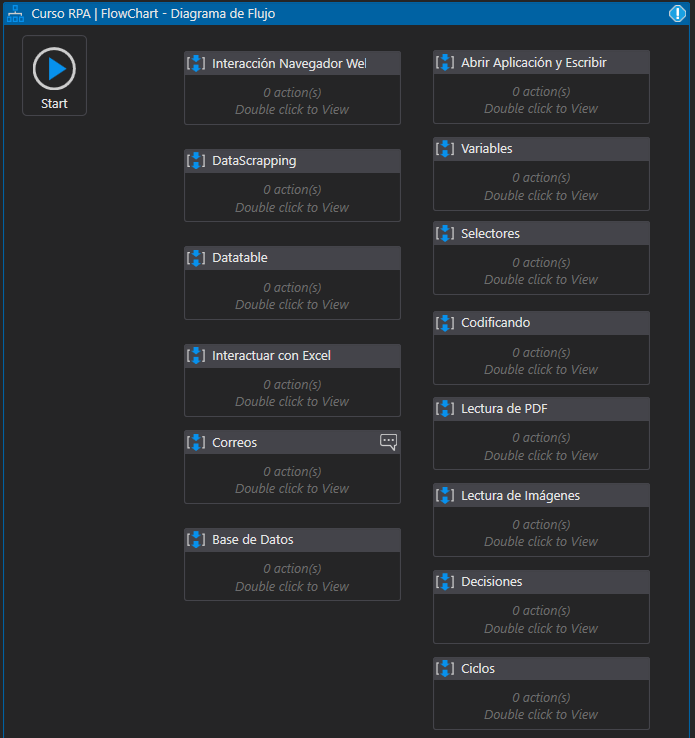 Curso RPA | FlowChart - Diagrama de Flujo
Start
Interacción Navegador Wel
0 action(s)
Double click to View
DataScrapping
0 action(s)
Double click to View
Datatable
0 action(s)
Double click to View
Interactuar con Excel
0 action(s)
Double click to View
Correos
0 action(s)
Double click to View
Base de Datos
0 action(s)
Double click to View
Abrir Aplicación y Escribir
0 action(s)
Double click to View
Variables
0 action(s)
Double click to View
Selectores
0 action(s)
Double click to View
Codificando
0 action(s)
Double click to View
Lectura de PDF
0 action(s)
Double click to View
Lectura de Imágenes
0 action(s)
Double click to View
Decisiones
0 action(s)
Double click to View
Ciclos
0 action(s)
Double click to View